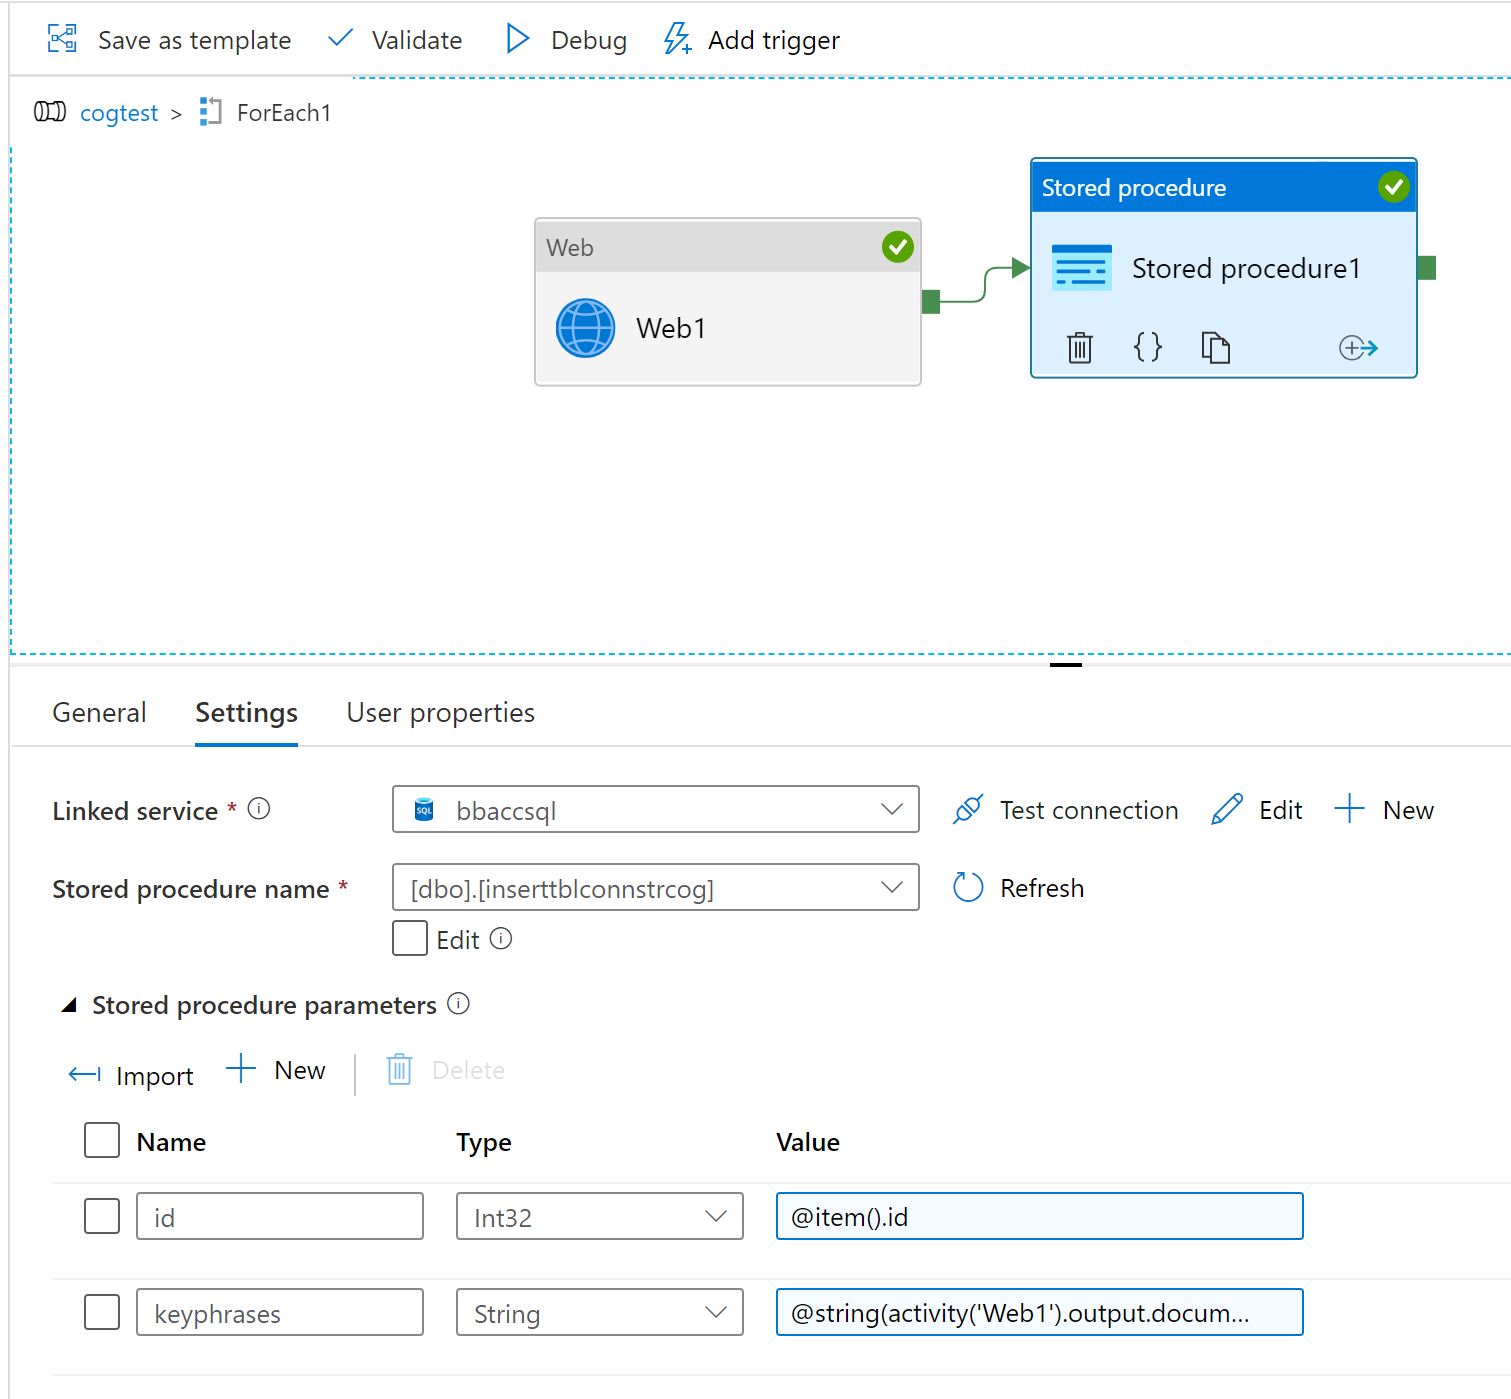 Save as template Validate Debug Add trigger
cogtest > ForEach1
Stored procedure
Web
Stored procedure1
Web1
General Settings User properties
Linked service * bbaccsql Test connection Edit New
Stored procedure name * [dbo].[inserttblconnstrcog] Refresh
Edit
Stored procedure parameters
Import New Delete
Name Type Value
id Int32 @item().id
keyphrases String @string(activity('Web1').output.docum...